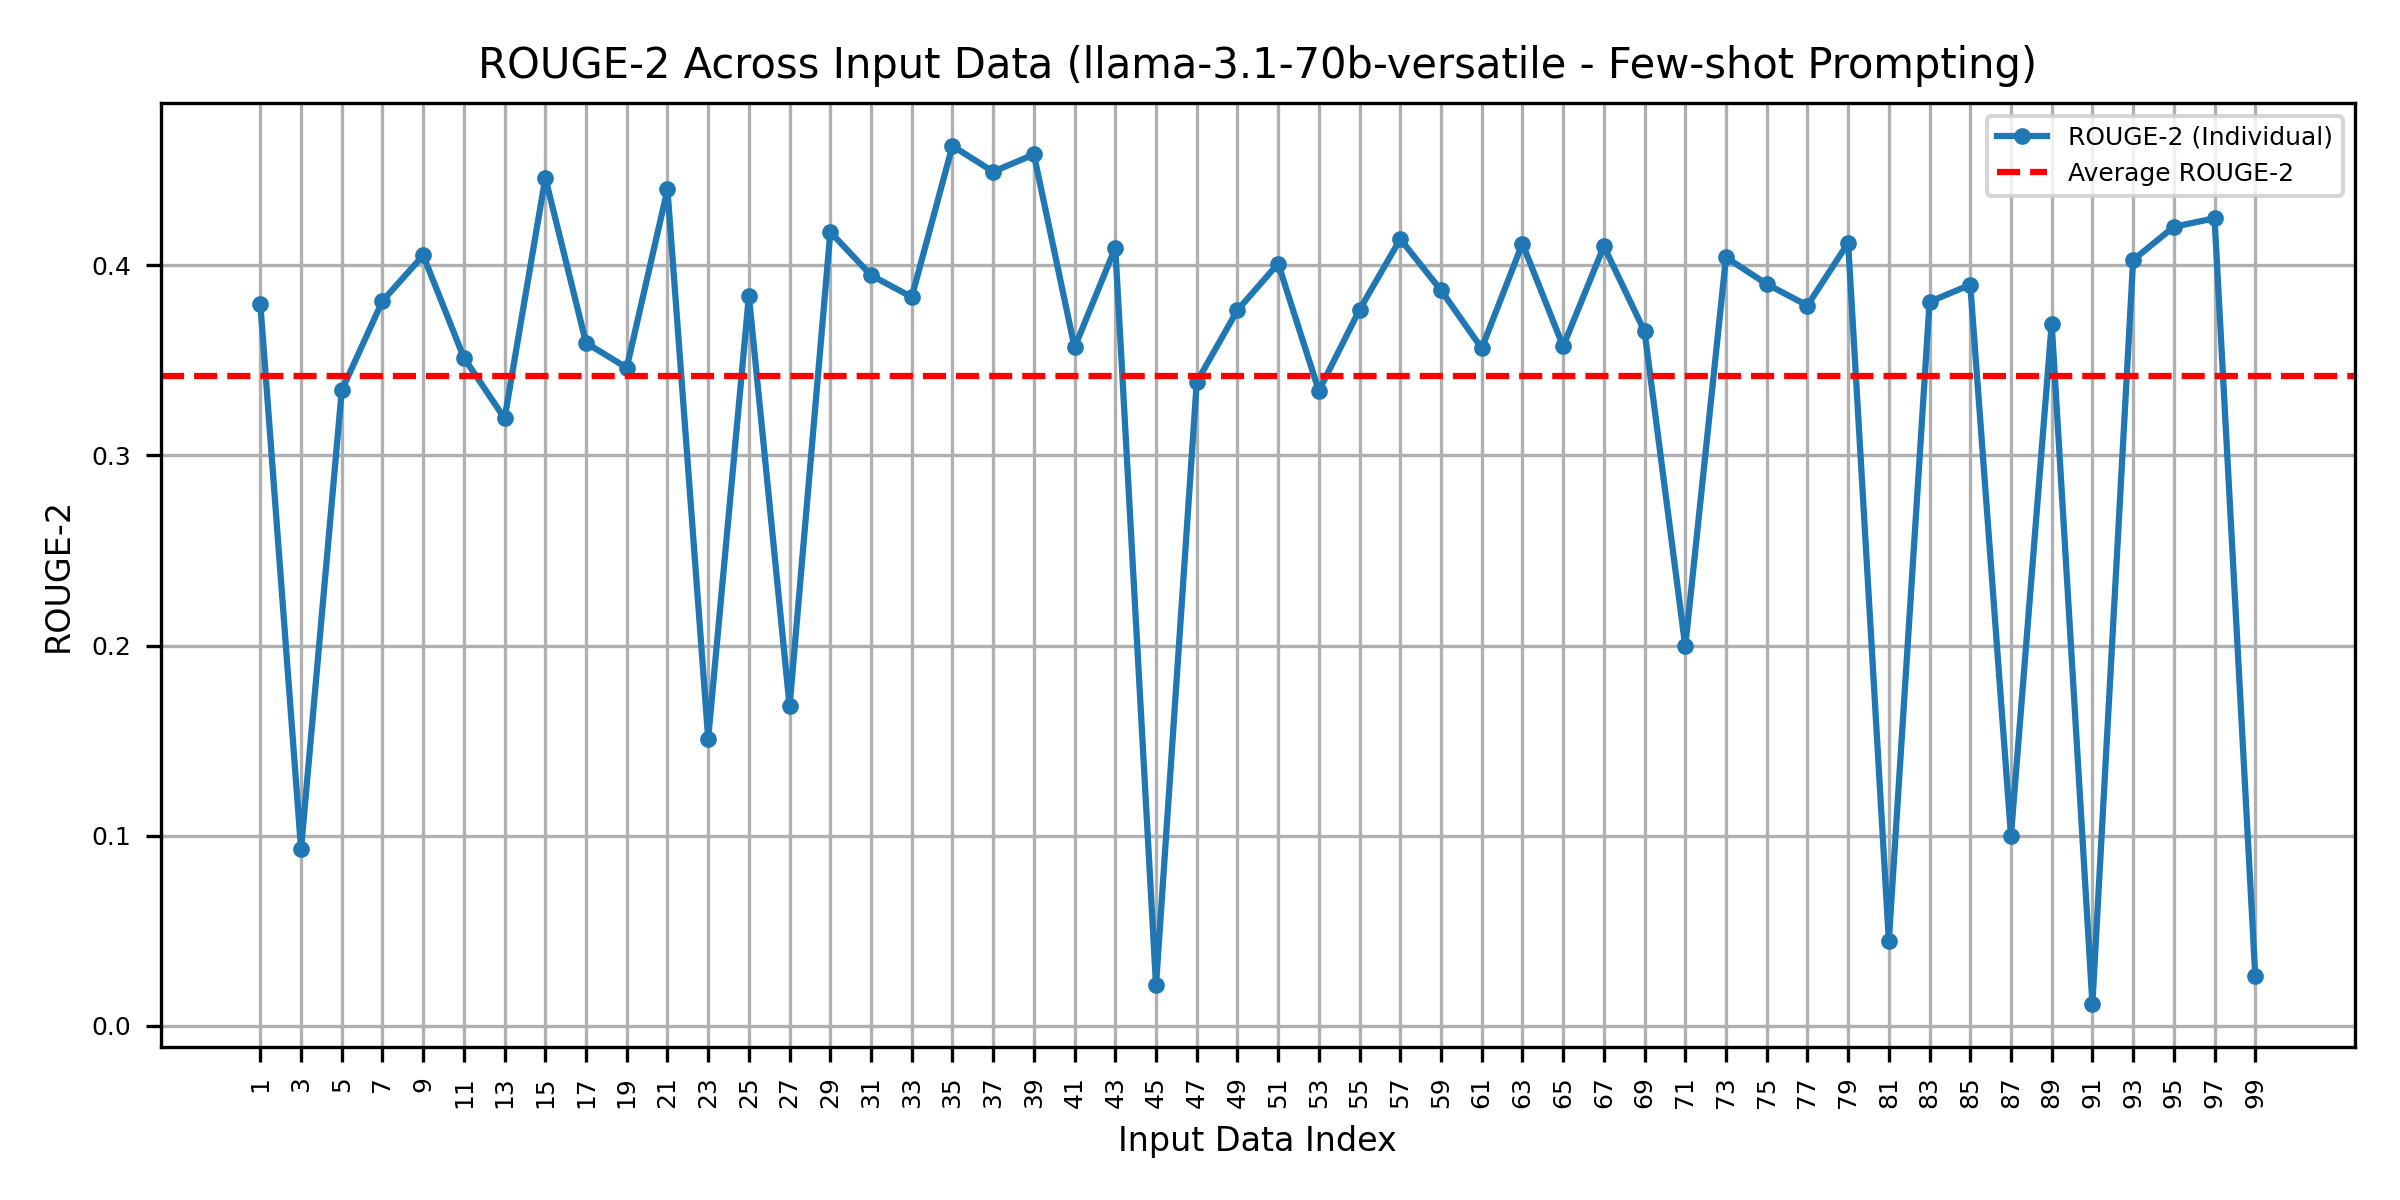 ROUGE-2 Across Input Data (llama-3.1-70b-versatile - Few-shot Prompting)
ROUGE-2 (Individual)
Average ROUGE-2
ROUGE-2
0.4
0.3
0.2
0.1
0.0
1 3 5 7 9 11 13 15 17 19 21 23 25 27 29 31 33 35 37 39 41 43 45 47 49 51 53 55 57 59 61 63 65 67 69 71 73 75 77 79 81 83 85 87 89 91 93 95 97 99
Input Data Index